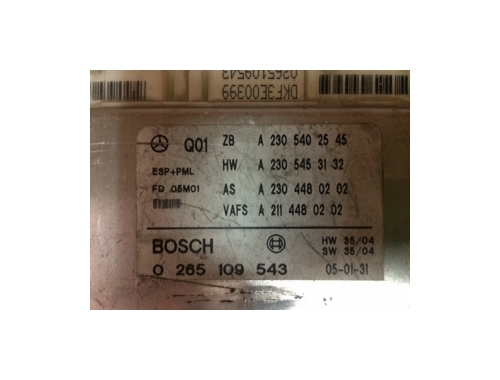 0265109543
DKF3E00399
Q01 ZB A 230 540 25 45
ESP+PML HW A 230 545 31 32
FD 05M01 AS A 230 448 02 02
VAFS A 211 448 02 02
BOSCH HW 35/04
SW 35/04
0 265 109 543 05-01-31